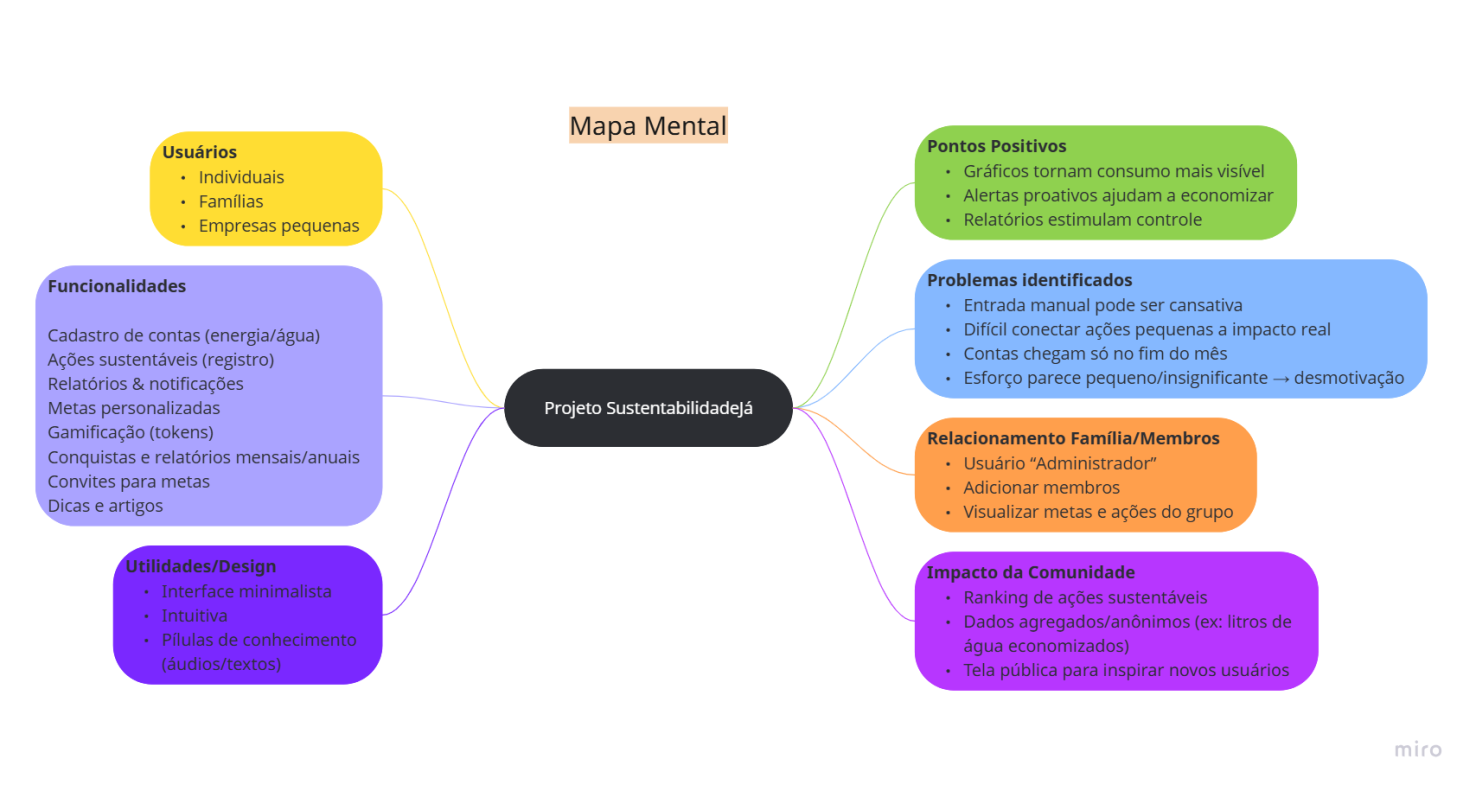 Mapa Mental
Usuários
• Individuais
• Famílias
• Empresas pequenas
Funcionalidades
Cadastro de contas (energia/água)
Ações sustentáveis (registro)
Relatórios & notificações
Metas personalizadas
Gamificação (tokens)
Conquistas e relatórios mensais/anuais
Convites para metas
Dicas e artigos
Utilidades/Design
• Interface minimalista
• Intuitiva
• Pílulas de conhecimento
(áudios/textos)
Projeto SustentabilidadeJá
Pontos Positivos
• Gráficos tornam consumo mais visível
• Alertas proativos ajudam a economizar
• Relatórios estimulam controle
Problemas identificados
• Entrada manual pode ser cansativa
• Difícil conectar ações pequenas a impacto real
• Contas chegam só no fim do mês
• Esforço parece pequeno/insignificante → desmotivação
Relacionamento Família/Membros
• Usuário “Administrador”
• Adicionar membros
• Visualizar metas e ações do grupo
Impacto da Comunidade
• Ranking de ações sustentáveis
• Dados agregados/anônimos (ex: litros de
água economizados)
• Tela pública para inspirar novos usuários
miro